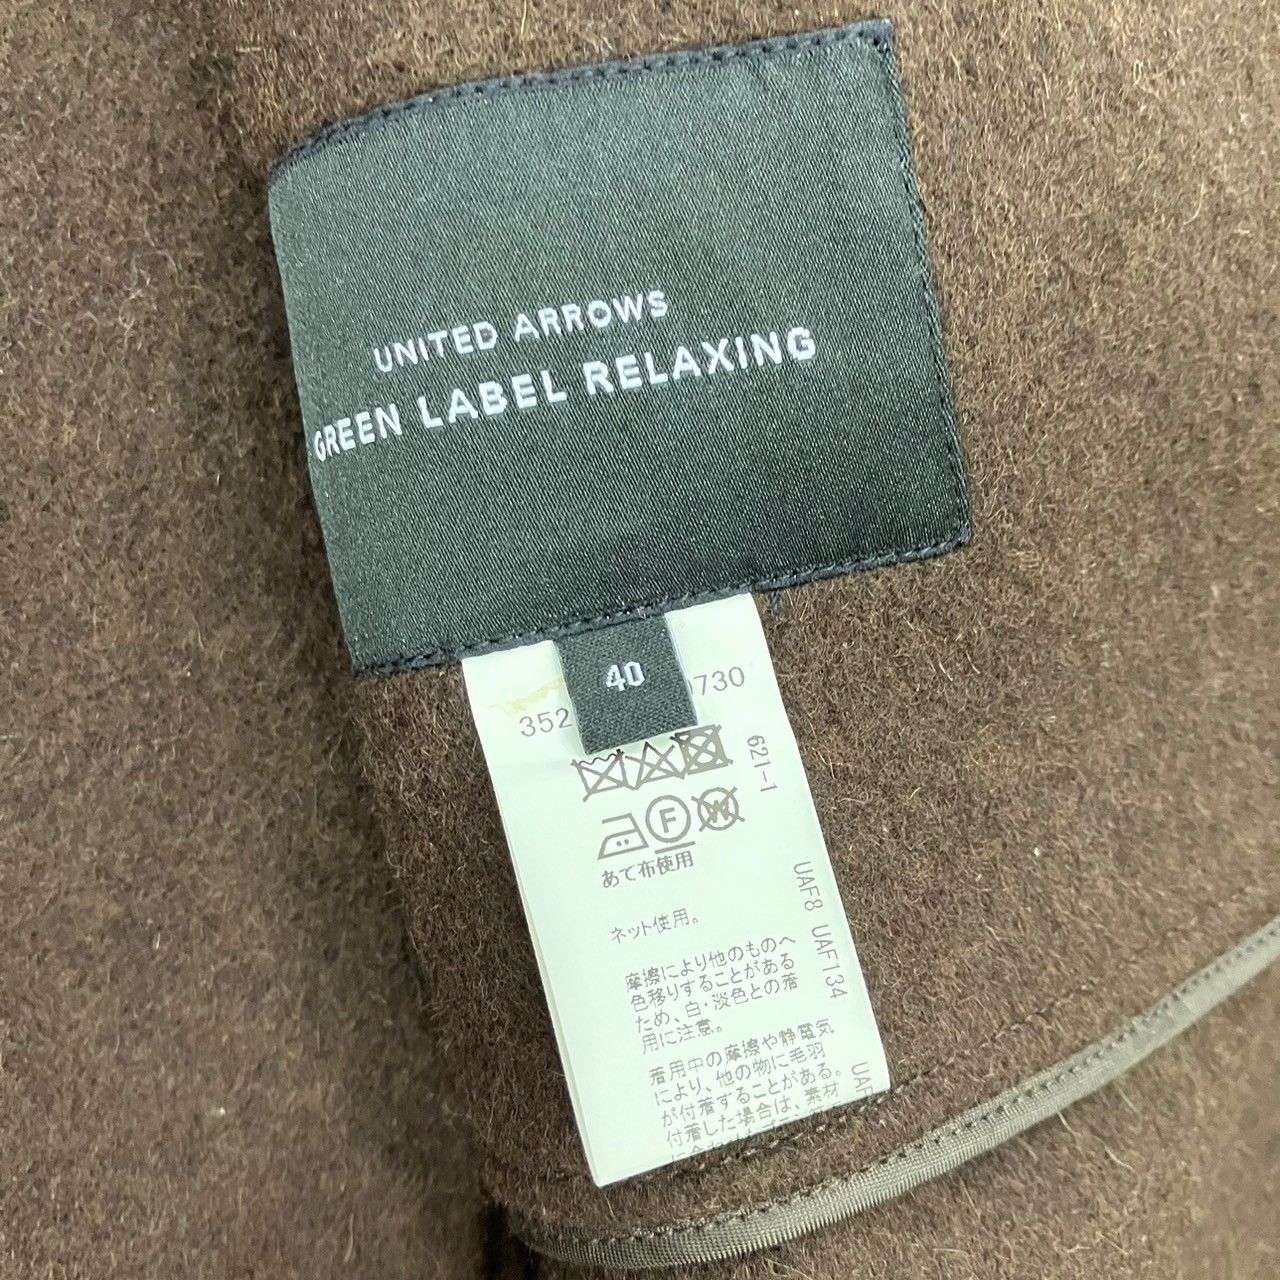 UNITED ARROWS
GREEN LABEL RELAXING
40
352 0730
621-1
F
W
あて布使用
UAF8 UAF134
ネット使用。
摩擦により他のものへ
色移りすることがある
ため、白・淡色との着
用に注意。
着用中の摩擦や静電気
により、他の物に毛羽
が付着することがある。
付着した場合は、素材